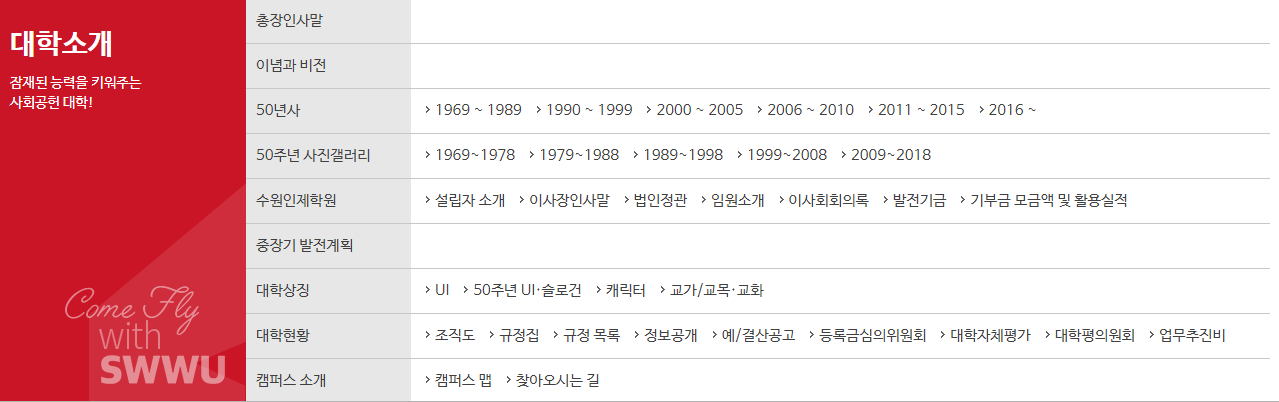 대학소개
잠재된 능력을 키워주는
사회공헌 대학!
Come Fly
with
SWWU
총장인사말
이념과 비전
50년사 › 1969 ~ 1989 › 1990 ~ 1999 › 2000 ~ 2005 › 2006 ~ 2010 › 2011 ~ 2015 › 2016 ~
50주년 사진갤러리 › 1969~1978 › 1979~1988 › 1989~1998 › 1999~2008 › 2009~2018
수원인제학원 › 설립자 소개 › 이사장인사말 › 법인정관 › 임원소개 › 이사회회의록 › 발전기금 › 기부금 모금액 및 활용실적
중장기 발전계획
대학상징 › UI › 50주년 UI·슬로건 › 캐릭터 › 교가/교목·교화
대학현황 › 조직도 › 규정집 › 규정 목록 › 정보공개 › 예/결산공고 › 등록금심의위원회 › 대학자체평가 › 대학평의원회 › 업무추진비
캠퍼스 소개 › 캠퍼스 맵 › 찾아오시는 길